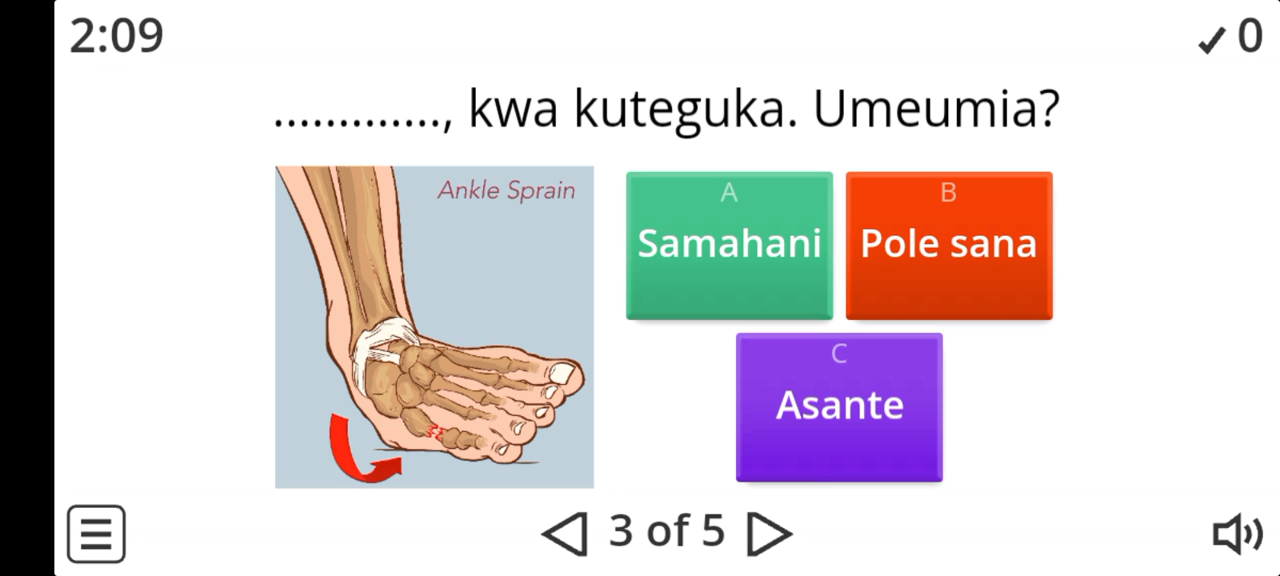 2:09
✓ 0
............., kwa kuteguka. Umeumia?
Ankle Sprain
A
Samahani
B
Pole sana
C
Asante
3 of 5